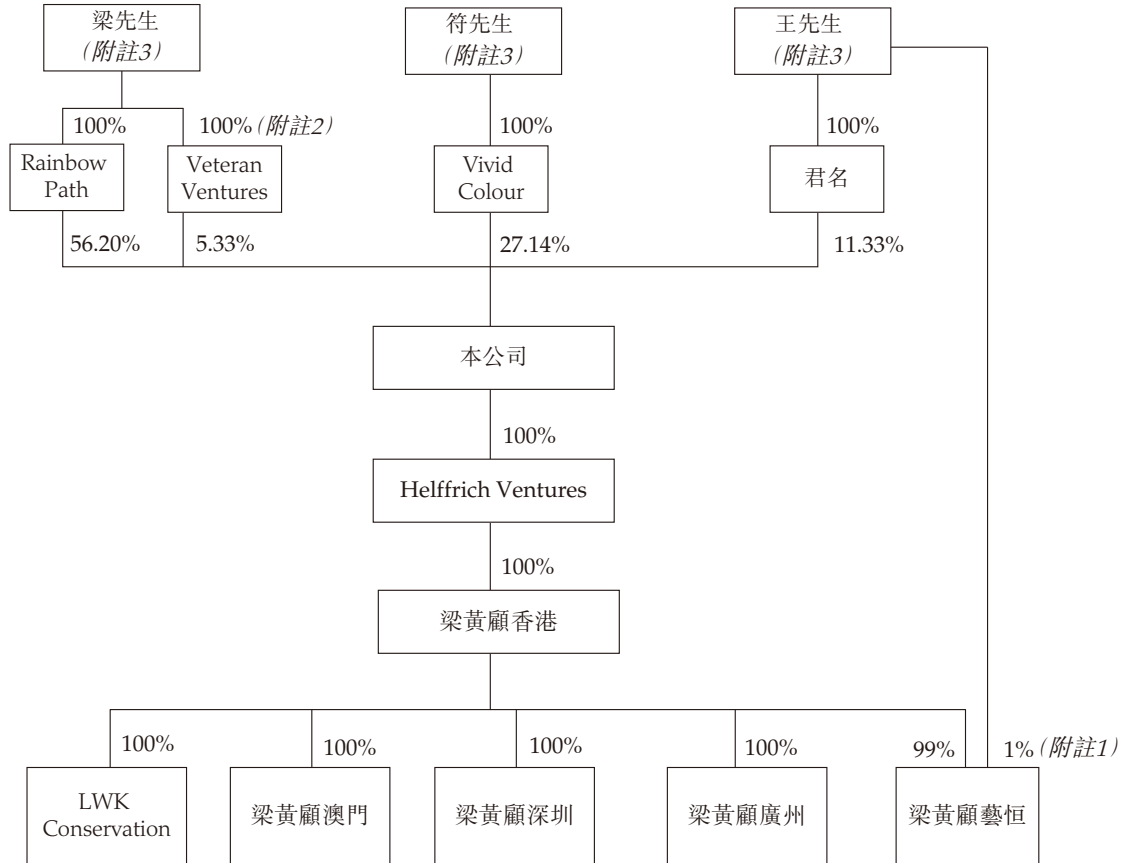 梁先生
(附註3)
符先生
(附註3)
王先生
(附註3)
100%
100% (附註2)
100%
100%
Rainbow
Path
Veteran
Ventures
Vivid
Colour
君名
56.20%
5.33%
27.14%
11.33%
本公司
100%
Helffrich Ventures
100%
梁黃顧香港
100%
100%
100%
100%
99%
1% (附註1)
LWK
Conservation
梁黃顧澳門
梁黃顧深圳
梁黃顧廣州
梁黃顧藝恒